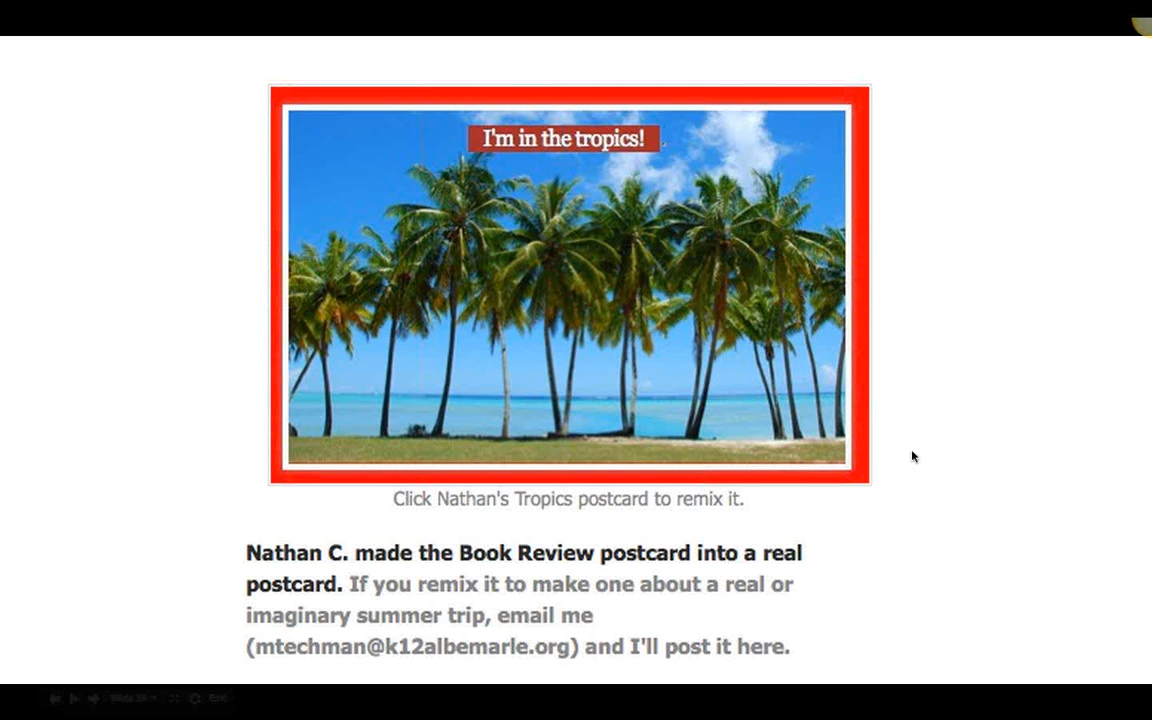 I'm in the tropics!
Click Nathan's Tropics postcard to remix it.
Nathan C. made the Book Review postcard into a real
postcard. If you remix it to make one about a real or
imaginary summer trip, email me
(mtechman@k12albemarle.org) and I'll post it here.